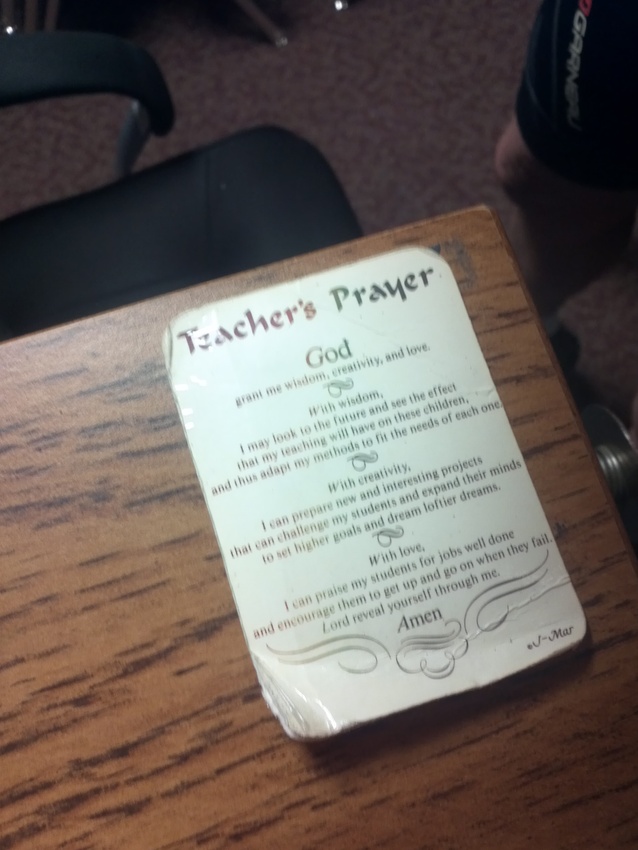 GARNEAU
Teacher's Prayer
God
grant me wisdom, creativity, and love.
With wisdom,
I may look to the future and see the effect
that my teaching will have on these children,
and thus adapt my methods to fit the needs of each one.
With creativity,
I can prepare new and interesting projects
that can challenge my students and expand their minds
to set higher goals and dream loftier dreams.
With love,
I can praise my students for jobs well done
and encourage them to get up and go on when they fail.
Lord reveal yourself through me.
Amen
J-Mar